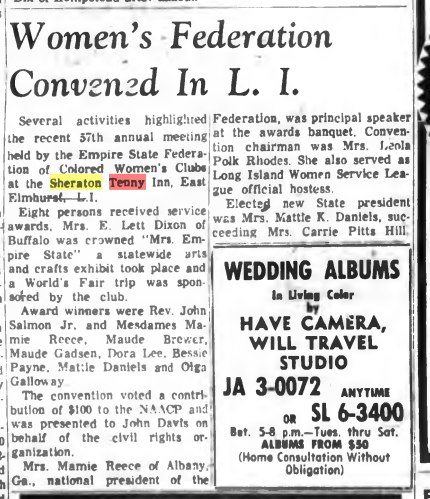 Women's Federation
Convened In L. I.
Several activities highlighted
the recent 57th annual meeting
held by the Empire State Federa-
tion of Colored Women's Clubs
at the Sheraton Tenny Inn, East
Elmhurst, L.I.
Eight persons received service
awards, Mrs. E. Lett Dixon of
Buffalo was crowned "Mrs. Em-
pire State" a statewide arts
and crafts exhibit took place and
a World's Fair trip was spon-
sored by the club.
Award winners were Rev. John
Salmon Jr. and Mesdames Ma-
mie Reece, Maude Brewer,
Maude Gadsen, Dora Lee, Bessie
Payne, Mattie Daniels and Olga
Galloway
The convention voted a contri-
bution of $100 to the NAACP and
was presented to John Davis on
behalf of the civil rights or-
ganization.
Mrs. Mamie Reece of Albany,
Ga., national president of the
Federation, was principal speaker
at the awards banquet. Conven-
tion chairman was Mrs. Leola
Polk Rhodes. She also served as
Long Island Women Service Lea-
gue official hostess.
Elected new State president
was Mrs. Mattle K. Daniels, suc-
ceeding Mrs. Carrie Pitts Hill
WEDDING ALBUMS
In Living Color
by
HAVE CAMERA,
WILL TRAVEL
STUDIO
JA 3-0072 ANYTIME
OR SL 6-3400
Bet. 5-8 p.m.—Tues. thru Sat.
ALBUMS FROM $50
(Home Consultation Without
Obligation)